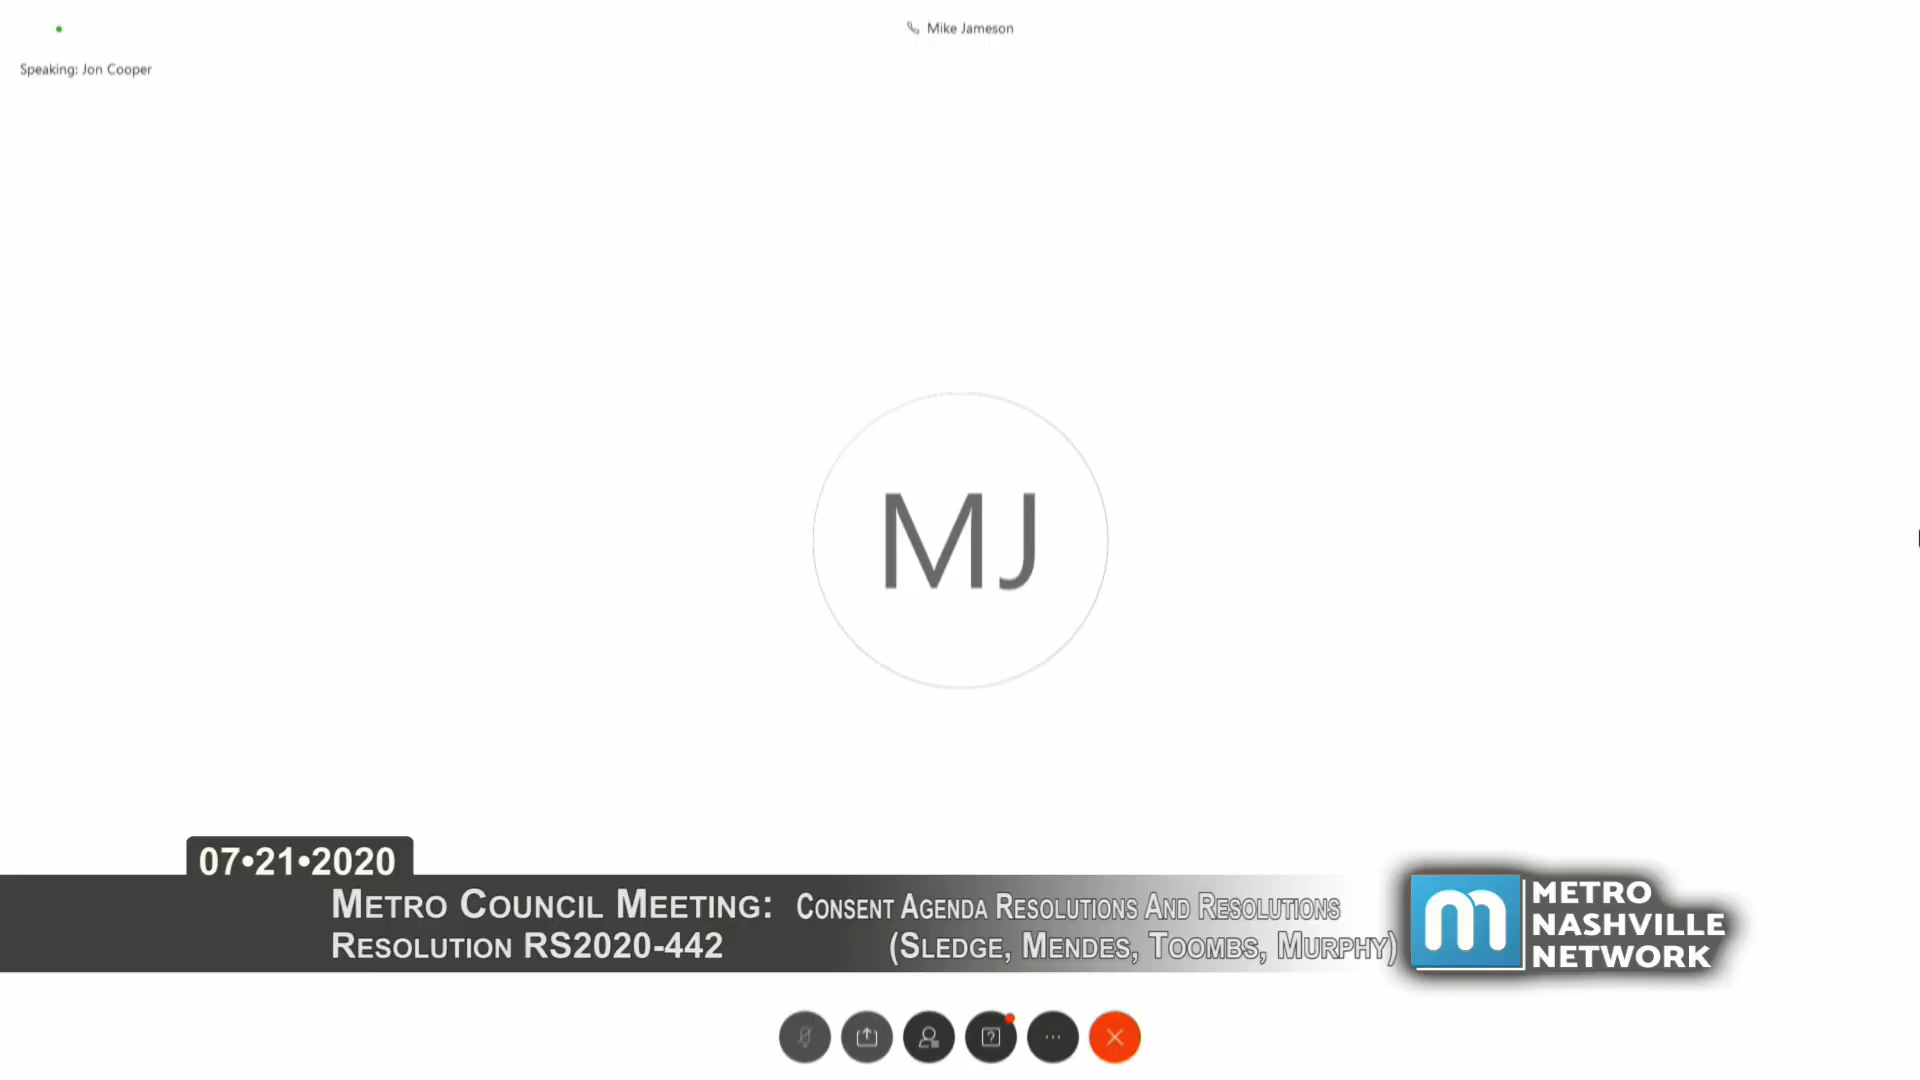 Mike Jameson
Speaking: Jon Cooper
MJ
07•21•2020
METRO COUNCIL MEETING: CONSENT AGENDA RESOLUTIONS AND RESOLUTIONS
RESOLUTION RS2020-442 (SLEDGE, MENDES, TOOMBS, MURPHY)
m METRO
NASHVILLE
NETWORK